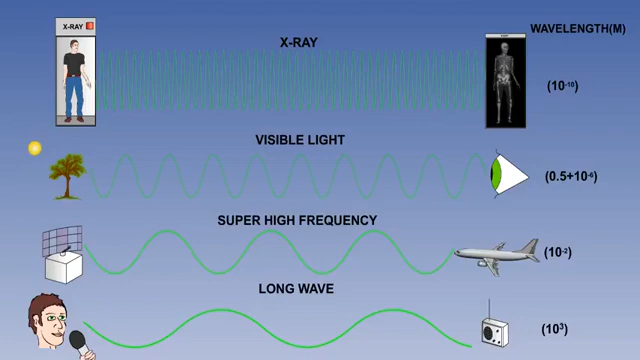 WAVELENGTH(M)
X-RAY
X-RAY
(10-10)
VISIBLE LIGHT
(0.5+10-6)
SUPER HIGH FREQUENCY
(10-2)
LONG WAVE
(10³)